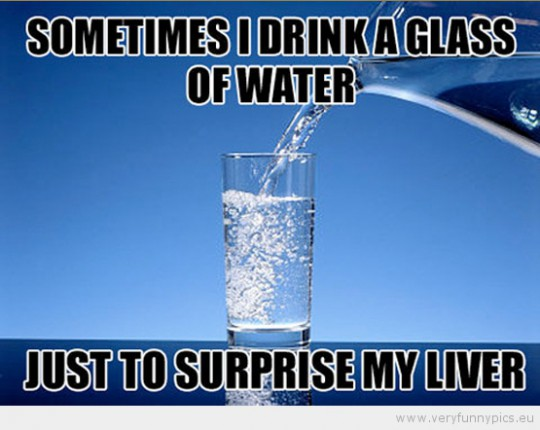 SOMETIMES I DRINK A GLASS
OF WATER
JUST TO SURPRISE MY LIVER
www.veryfunnypics.eu